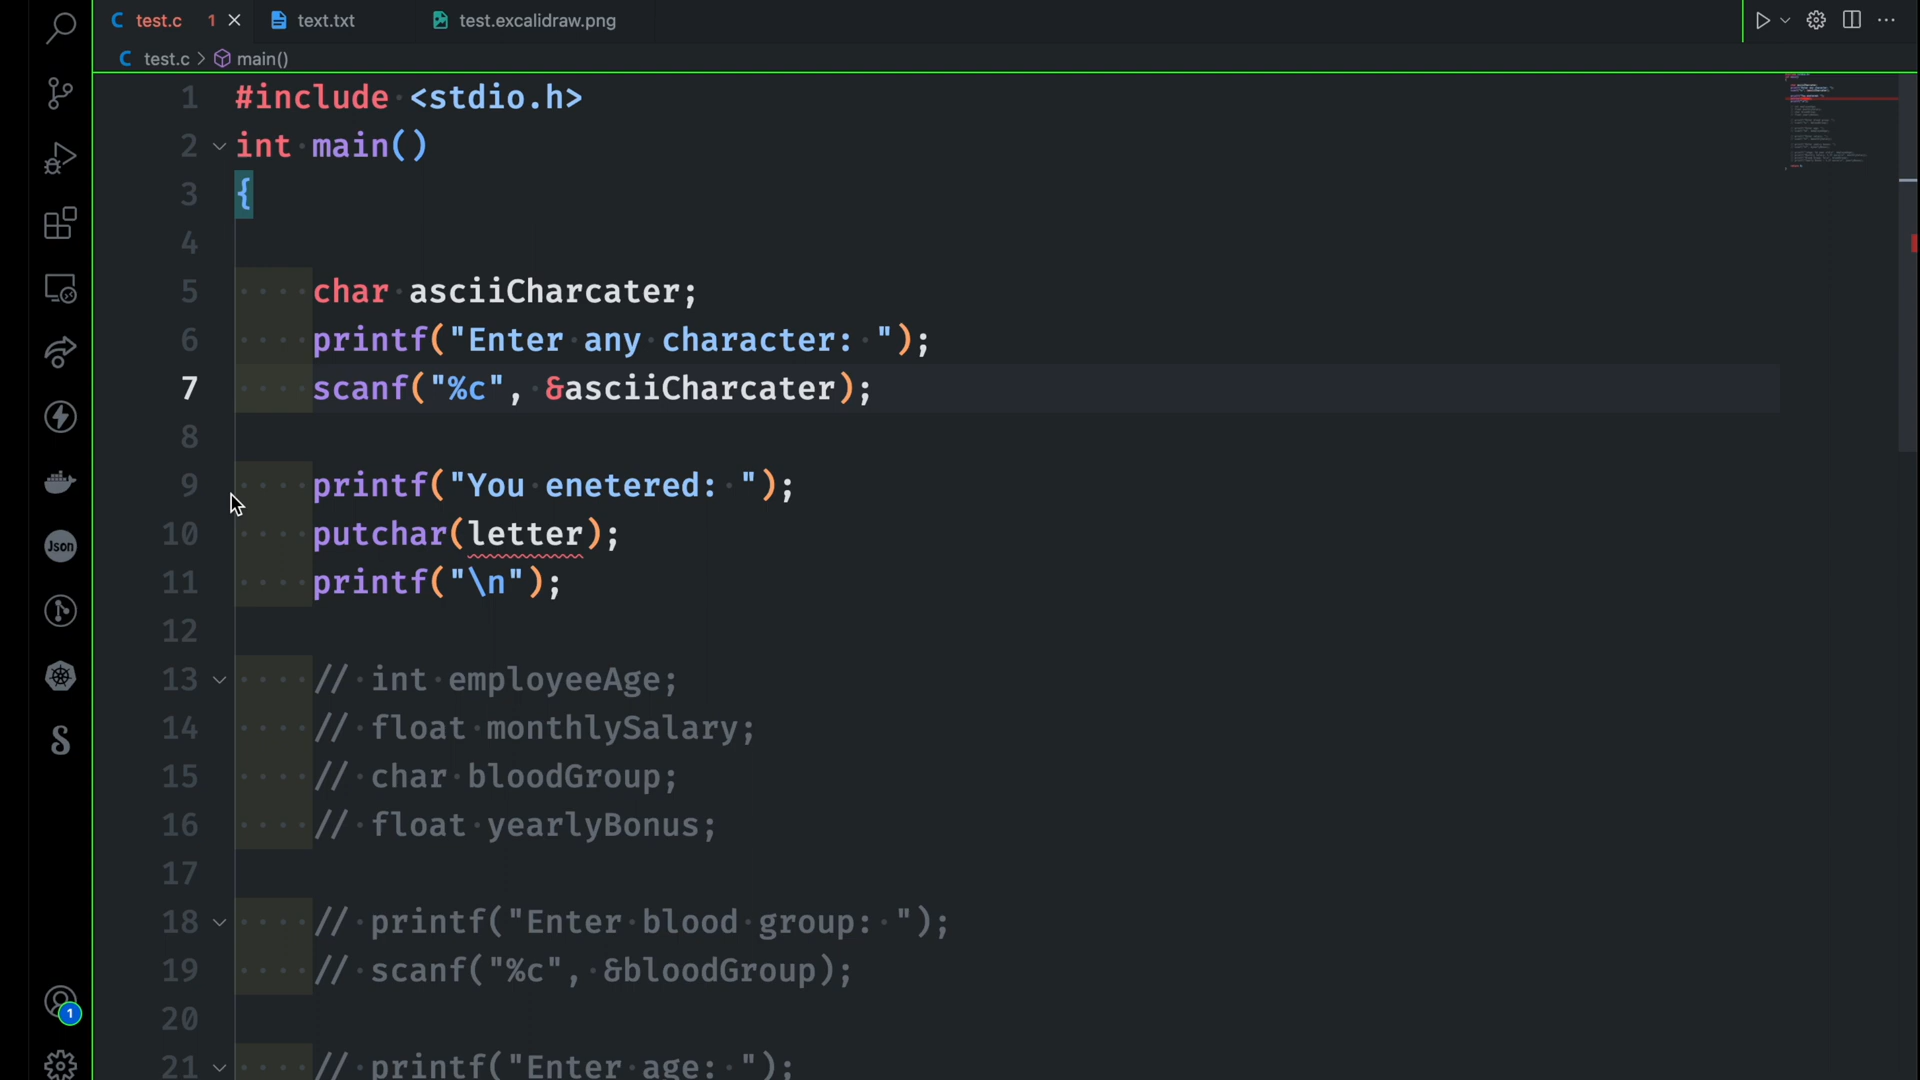 test.c 1 text.txt test.excalidraw.png
test.c > main()
1 #include <stdio.h>
2 int main()
3 {
4
5 char asciiCharcater;
6 printf("Enter any character: ");
7 scanf("%c", &asciiCharcater);
8
9 printf("You enetered: ");
10 putchar(letter);
11 printf("\n");
12
13 // int employeeAge;
14 // float monthlySalary;
15 // char bloodGroup;
16 // float yearlyBonus;
17
18 // printf("Enter blood group: ");
19 // scanf("%c", &bloodGroup);
20
21 // printf("Enter age: ");
Json
1